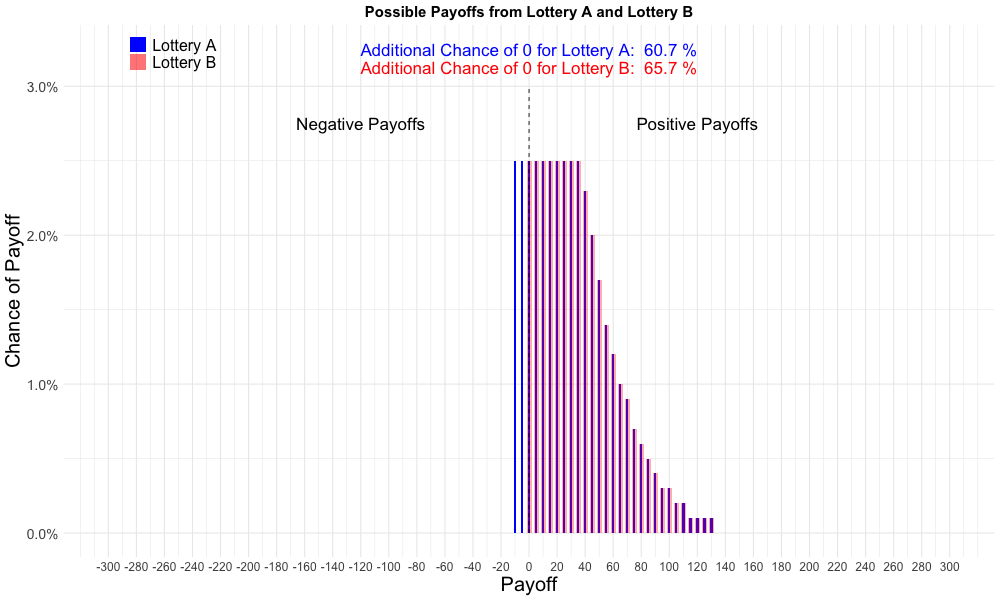 Possible Payoffs from Lottery A and Lottery B
Lottery A
Lottery B
Additional Chance of 0 for Lottery A: 60.7 %
Additional Chance of 0 for Lottery B: 65.7 %
3.0%
Negative Payoffs
Positive Payoffs
2.0%
Chance of Payoff
1.0%
0.0%
-300 -280 -260 -240 -220 -200 -180 -160 -140 -120 -100 -80 -60 -40 -20 0 20 40 60 80 100 120 140 160 180 200 220 240 260 280 300
Payoff